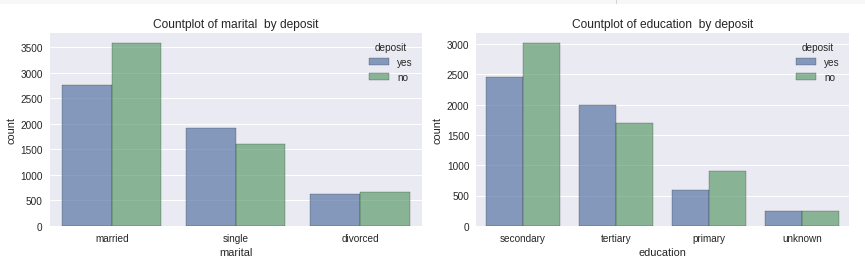 Countplot of marital  by deposit
deposit
yes
no
3500
3000
2500
2000
1500
1000
500
0
count
married single divorced
marital
Countplot of education  by deposit
deposit
yes
no
3000
2500
2000
1500
1000
500
0
count
secondary tertiary primary unknown
education